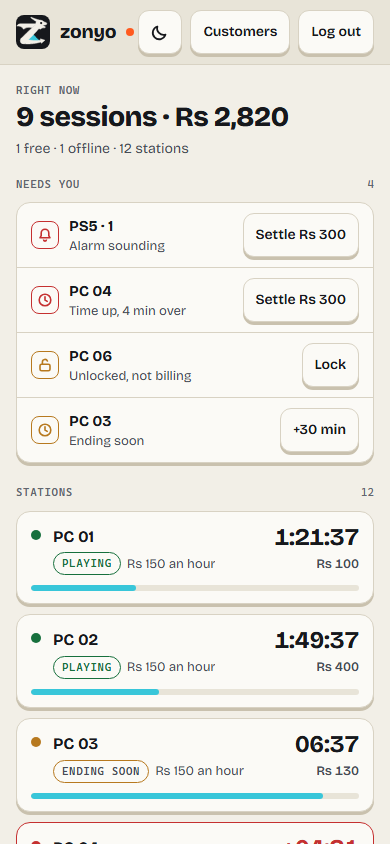 zonyo
Customers
Log out
RIGHT NOW
9 sessions · Rs 2,820
1 free · 1 offline · 12 stations
NEEDS YOU
4
PS5 · 1
Alarm sounding
Settle Rs 300
PC 04
Time up, 4 min over
Settle Rs 300
PC 06
Unlocked, not billing
Lock
PC 03
Ending soon
+30 min
STATIONS
12
PC 01
1:21:37
PLAYING
Rs 150 an hour
Rs 100
PC 02
1:49:37
PLAYING
Rs 150 an hour
Rs 400
PC 03
06:37
ENDING SOON
Rs 150 an hour
Rs 130